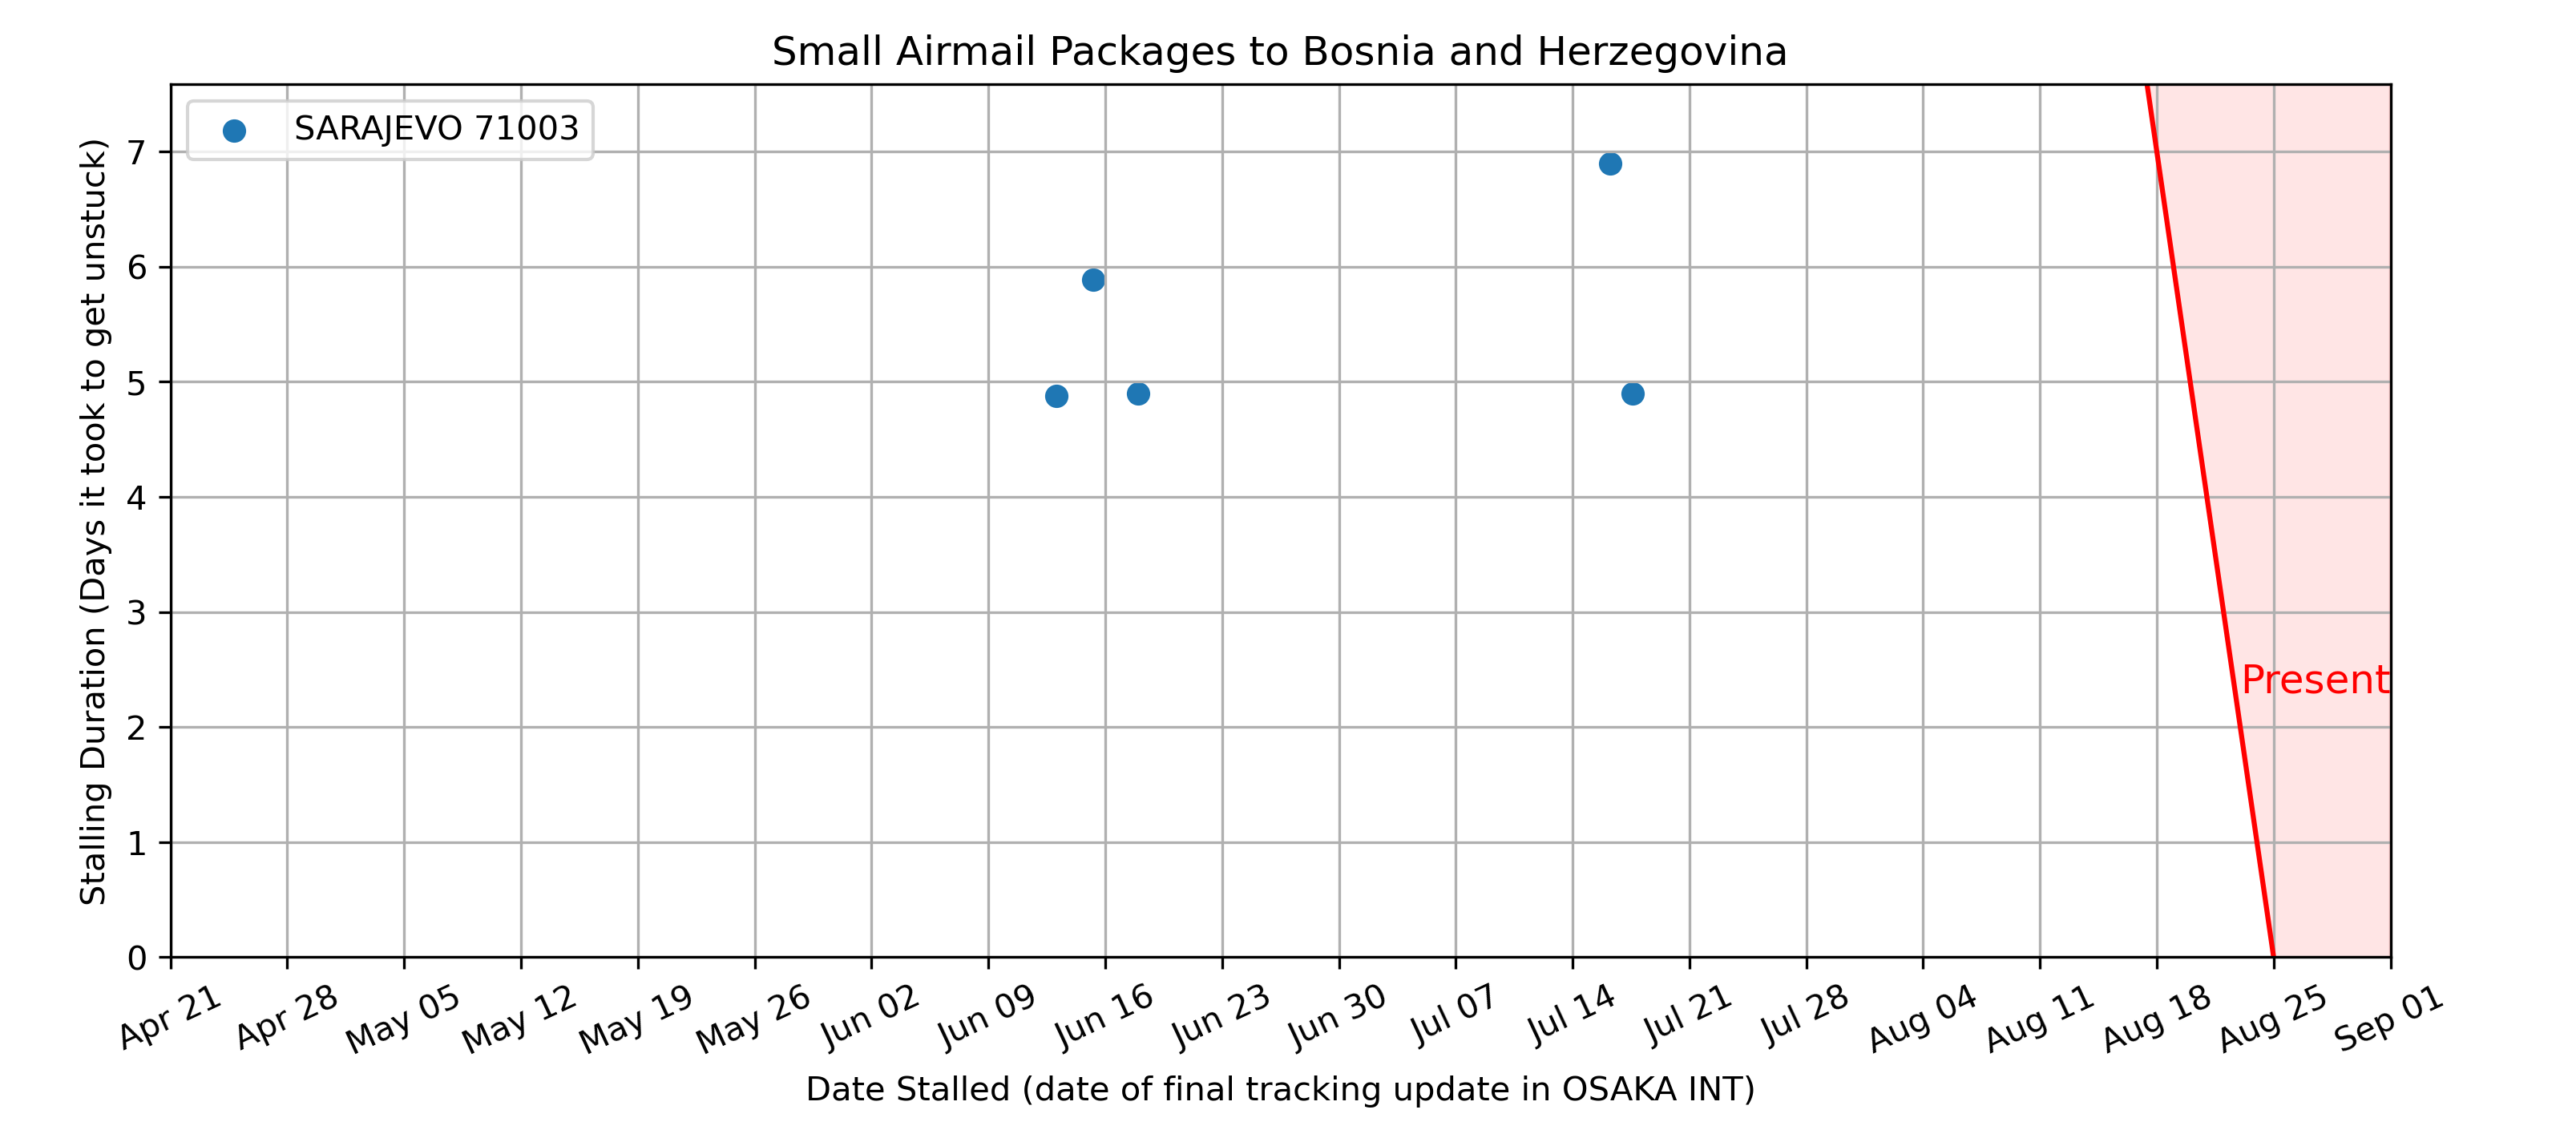 Small Airmail Packages to Bosnia and Herzegovina
SARAJEVO 71003
Stalling Duration (Days it took to get unstuck)
7
6
5
4
3
2
1
0
Present
Apr 21
Apr 28
May 05
May 12
May 19
May 26
Jun 02
Jun 09
Jun 16
Jun 23
Jun 30
Jul 07
Jul 14
Jul 21
Jul 28
Aug 04
Aug 11
Aug 18
Aug 25
Sep 01
Date Stalled (date of final tracking update in OSAKA INT)